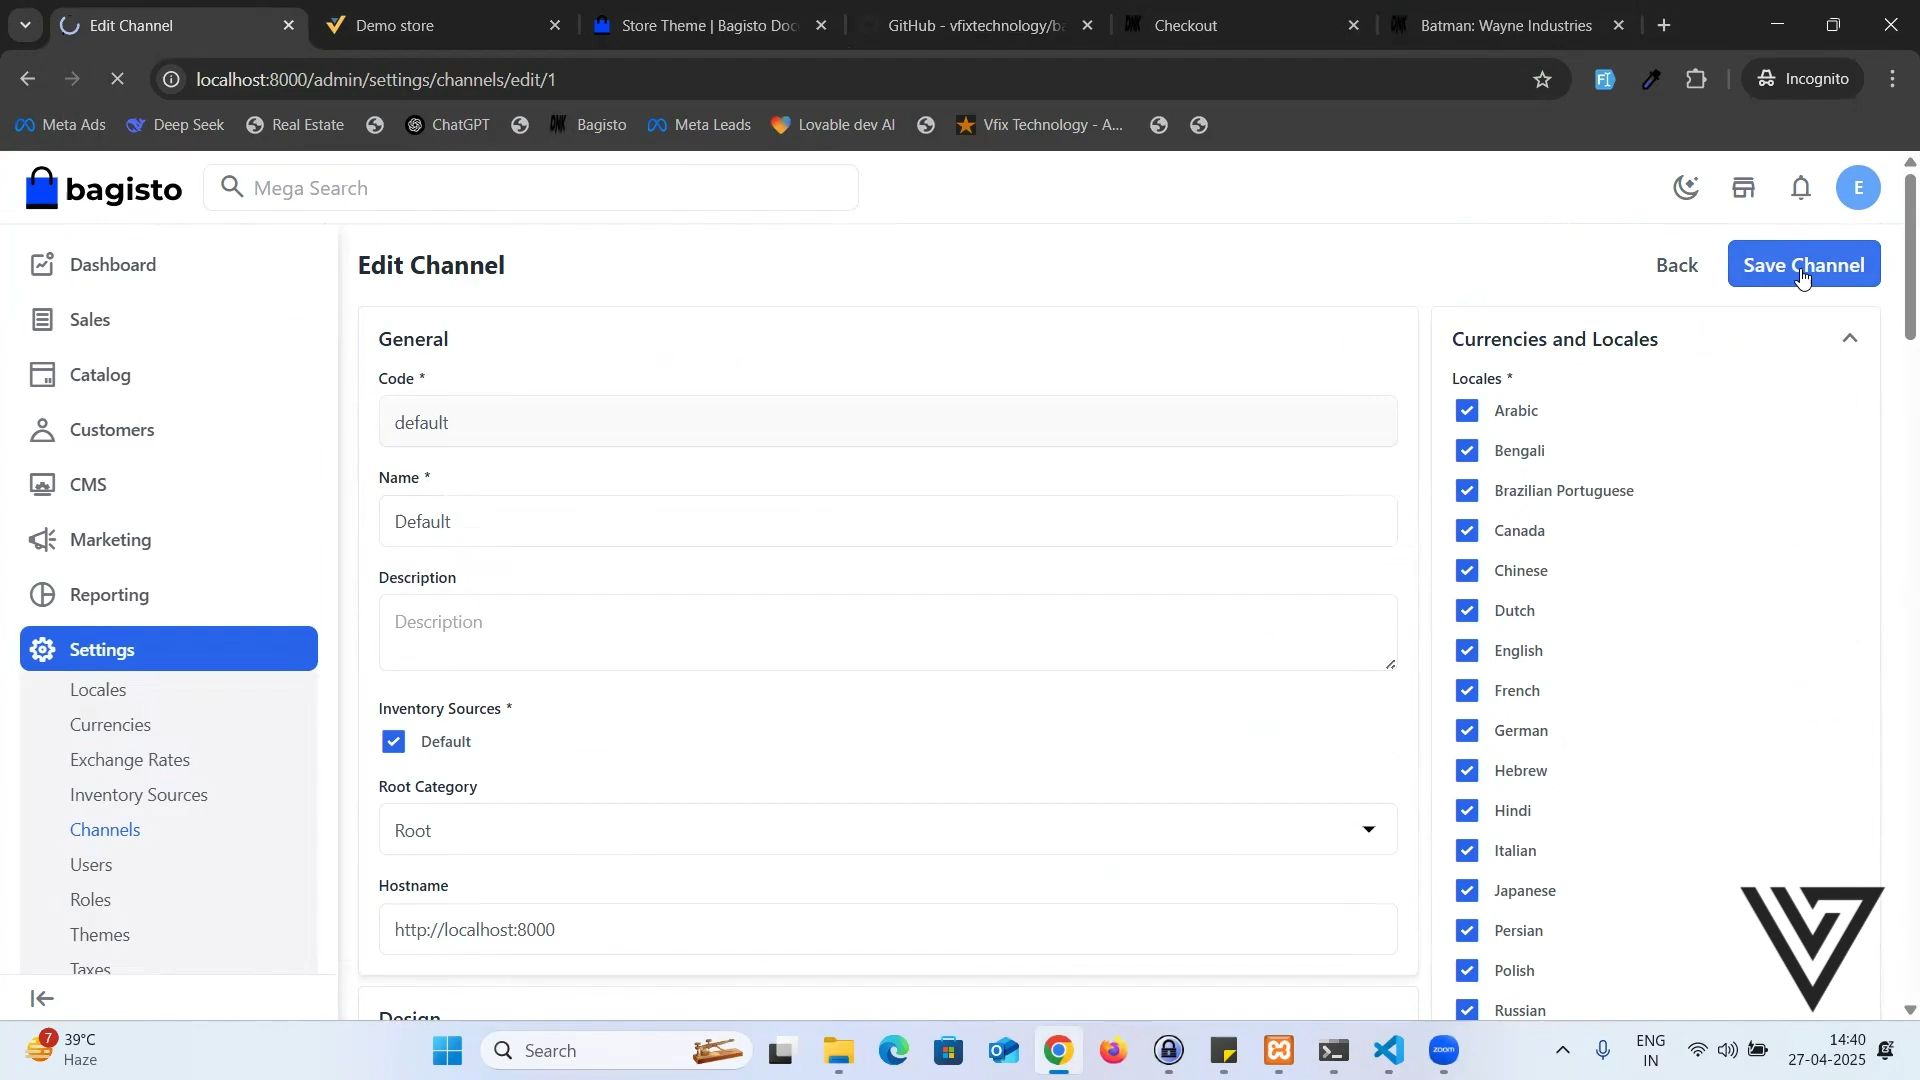 Edit Channel
Demo store
Store Theme | Bagisto Doc
GitHub - vfixtechnology/ba
Checkout
Batman: Wayne Industries
localhost:8000/admin/settings/channels/edit/1
Incognito
Meta Ads
Deep Seek
Real Estate
ChatGPT
Bagisto
Meta Leads
Lovable dev AI
Vfix Technology - A...
bagisto
Mega Search
E
Dashboard
Sales
Catalog
Customers
CMS
Marketing
Reporting
Settings
Locales
Currencies
Exchange Rates
Inventory Sources
Channels
Users
Roles
Themes
Taxes
Edit Channel
Back
Save Channel
General
Code *
default
Name *
Default
Description
Description
Inventory Sources *
Default
Root Category
Root
Hostname
http://localhost:8000
Design
Currencies and Locales
Locales *
Arabic
Bengali
Brazilian Portuguese
Canada
Chinese
Dutch
English
French
German
Hebrew
Hindi
Italian
Japanese
Persian
Polish
Russian
7
39°C
Haze
Search
zoom
ENG
IN
14:40
27-04-2025